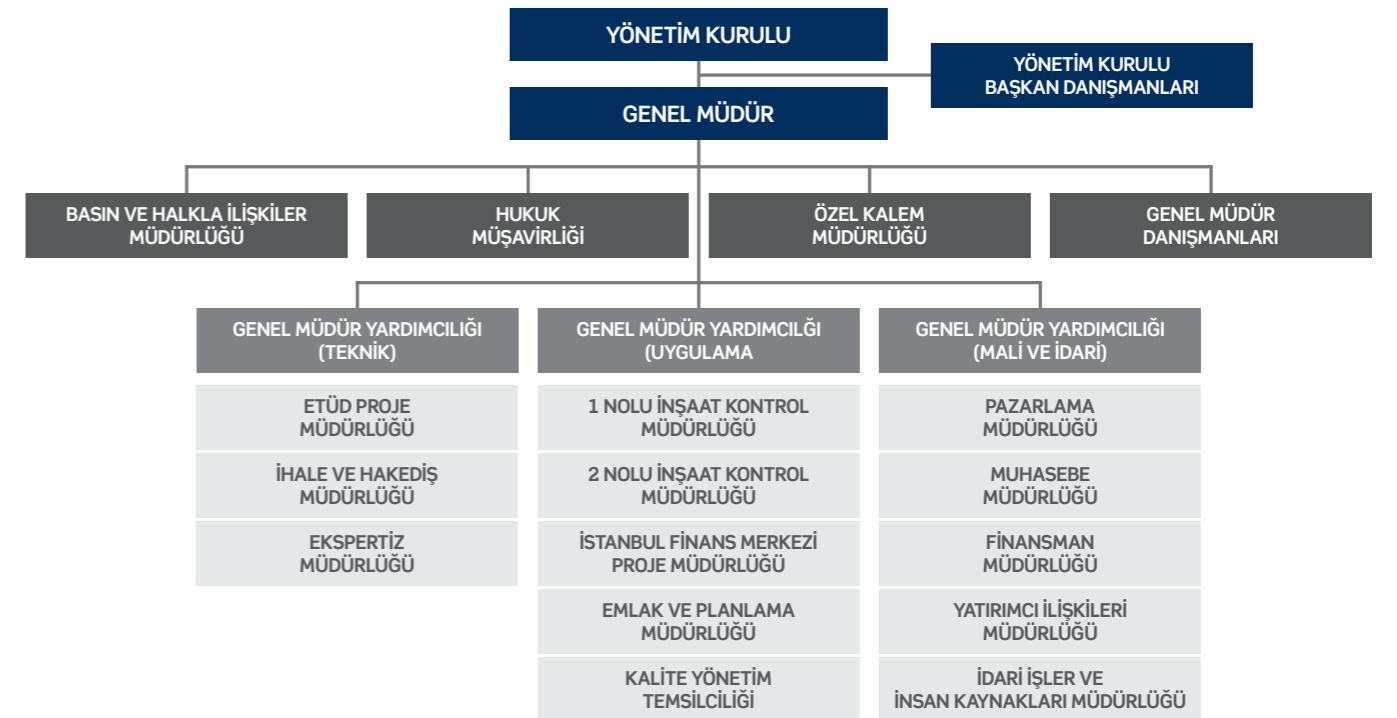 YÖNETİM KURULU
YÖNETİM KURULU
BAŞKAN DANIŞMANLARI
GENEL MÜDÜR
BASIN VE HALKLA İLİŞKİLER
MÜDÜRLÜĞÜ
HUKUK
MÜŞAVİRLİĞİ
ÖZEL KALEM
MÜDÜRLÜĞÜ
GENEL MÜDÜR
DANIŞMANLARI
GENEL MÜDÜR YARDIMCILIĞI
(TEKNİK)
ETÜD PROJE
MÜDÜRLÜĞÜ
İHALE VE HAKEDİŞ
MÜDÜRLÜĞÜ
EKSPERTİZ
MÜDÜRLÜĞÜ
GENEL MÜDÜR YARDIMCILĞI
(UYGULAMA
1 NOLU İNŞAAT KONTROL
MÜDÜRLÜĞÜ
2 NOLU İNŞAAT KONTROL
MÜDÜRLÜĞÜ
İSTANBUL FİNANS MERKEZİ
PROJE MÜDÜRLÜĞÜ
EMLAK VE PLANLAMA
MÜDÜRLÜĞÜ
KALİTE YÖNETİM
TEMSİLCİLİĞİ
GENEL MÜDÜR YARDIMCILIĞI
(MALİ VE İDARİ)
PAZARLAMA
MÜDÜRLÜĞÜ
MUHASEBE
MÜDÜRLÜĞÜ
FİNANSMAN
MÜDÜRLÜĞÜ
YATIRIMCI İLİŞKİLERİ
MÜDÜRLÜĞÜ
İDARİ İŞLER VE
İNSAN KAYNAKLARI MÜDÜRLÜĞÜ